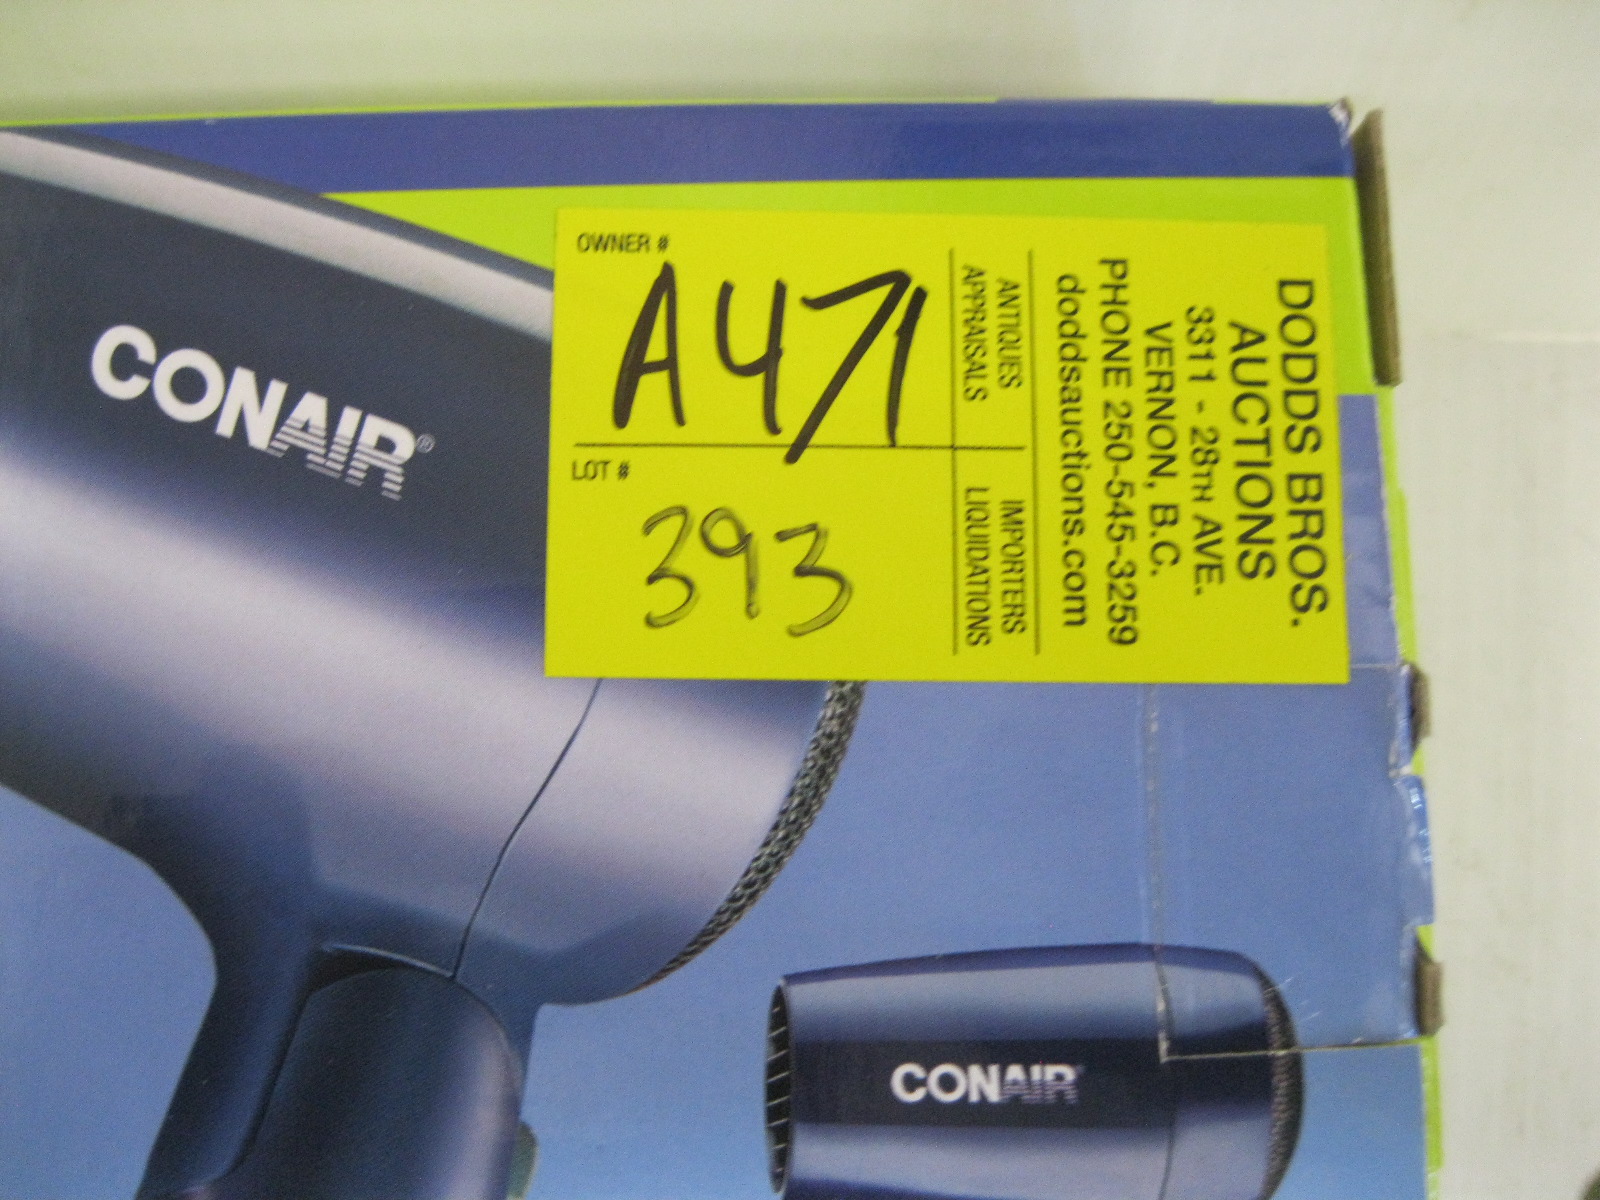 CONAIR®
OWNER #
A471
LOT #
393
ANTIQUES
APPRAISALS
IMPORTERS
LIQUIDATIONS
DODDS BROS.
AUCTIONS
3311 - 28TH AVE.
VERNON, B.C.
PHONE 250-545-3259
doddsauctions.com
CONAIR